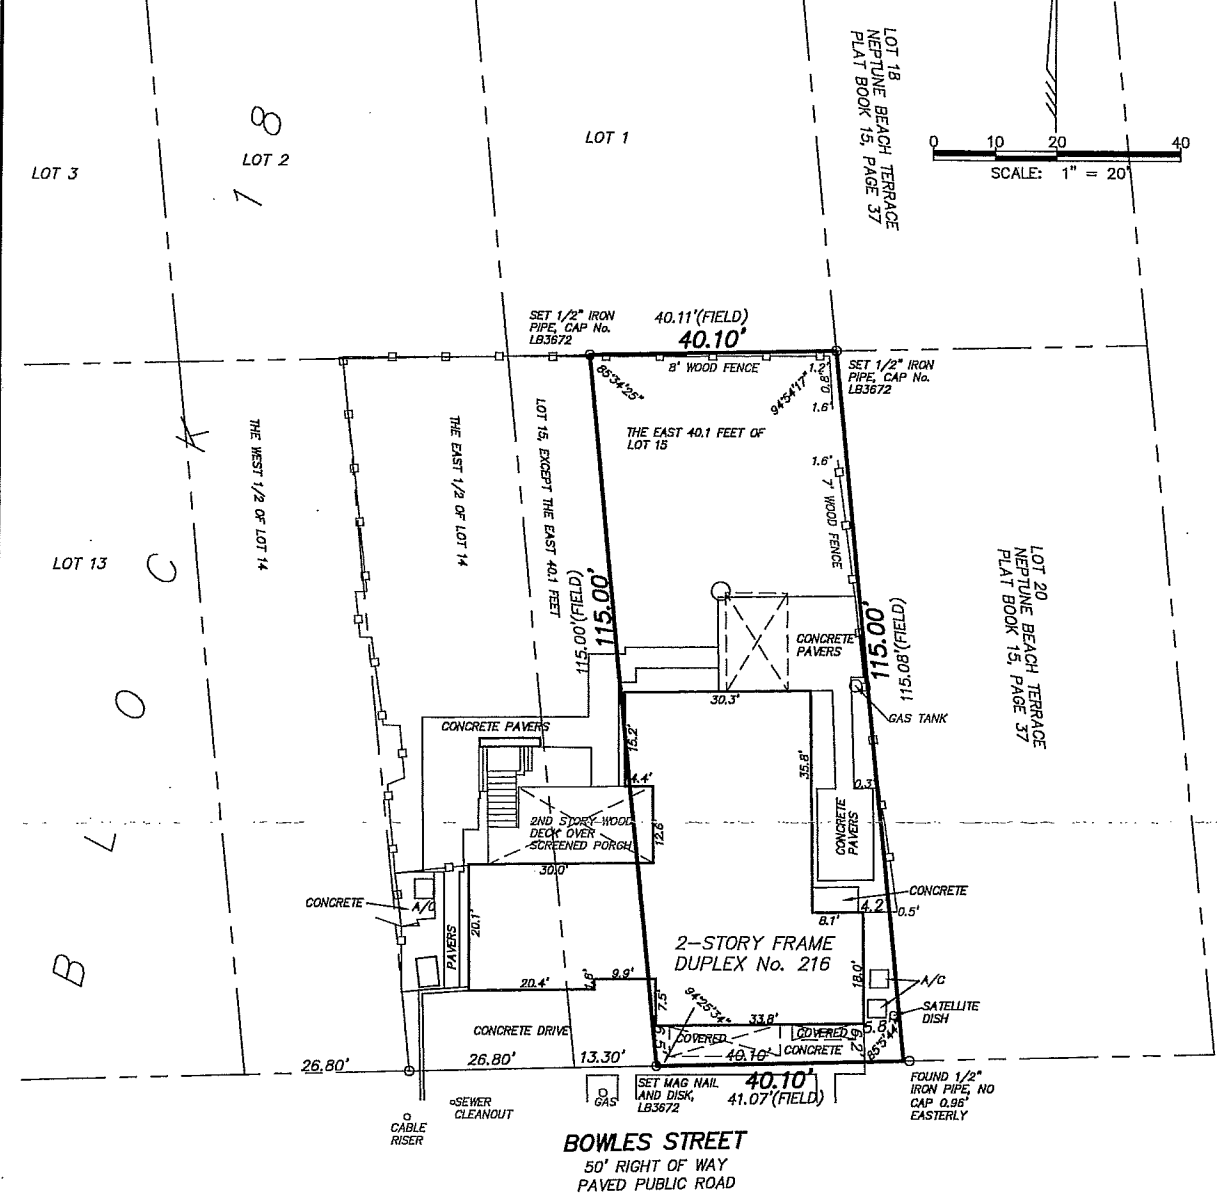 LOT 18
NEPTUNE BEACH TERRACE
PLAT BOOK 15, PAGE 37
0 10 20 40
SCALE: 1" = 20'
LOT 3
LOT 2
LOT 1
BLOCK 18
SET 1/2" IRON
PIPE, CAP No.
LB3672
40.11'(FIELD)
40.10'
8' WOOD FENCE
1.2'
0.8'
1.6'
SET 1/2" IRON
PIPE, CAP No.
LB3672
85°34'25"
94°54'17"
THE EAST 40.1 FEET OF
LOT 15
1.6'
7' WOOD FENCE
THE WEST 1/2 OF LOT 14
THE EAST 1/2 OF LOT 14
LOT 15, EXCEPT THE EAST 40.1 FEET
LOT 13
115.00'
115.00'(FIELD)
115.00'
115.08'(FIELD)
LOT 20
NEPTUNE BEACH TERRACE
PLAT BOOK 15, PAGE 37
CONCRETE
PAVERS
GAS TANK
30.3'
CONCRETE PAVERS
15.2'
35.8'
4.4'
0.3'
2ND STORY WOOD
DECK OVER
SCREENED PORCH
12.6'
CONCRETE
PAVERS
30.0'
CONCRETE
A/C
CONCRETE
4.2
0.5'
8.1'
20.1'
PAVERS
2-STORY FRAME
DUPLEX No. 216
18.0'
A/C
20.4'
1.8'
9.9'
7.5'
94°25'34"
SATELLITE
DISH
33.8'
CONCRETE DRIVE
COVERED
COVERED
5.8
6.5'
6.2'
CONCRETE
40.10'
26.80'
26.80'
13.30'
SET MAG NAIL
AND DISK,
LB3672
40.10'
41.07'(FIELD)
FOUND 1/2"
IRON PIPE, NO
CAP 0.96'
EASTERLY
GAS
SEWER
CLEANOUT
CABLE
RISER
BOWLES STREET
50' RIGHT OF WAY
PAVED PUBLIC ROAD